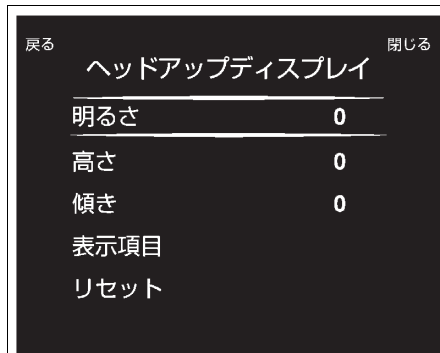 戻る
閉じる
ヘッドアップディスプレイ
明るさ 0
高さ 0
傾き 0
表示項目
リセット